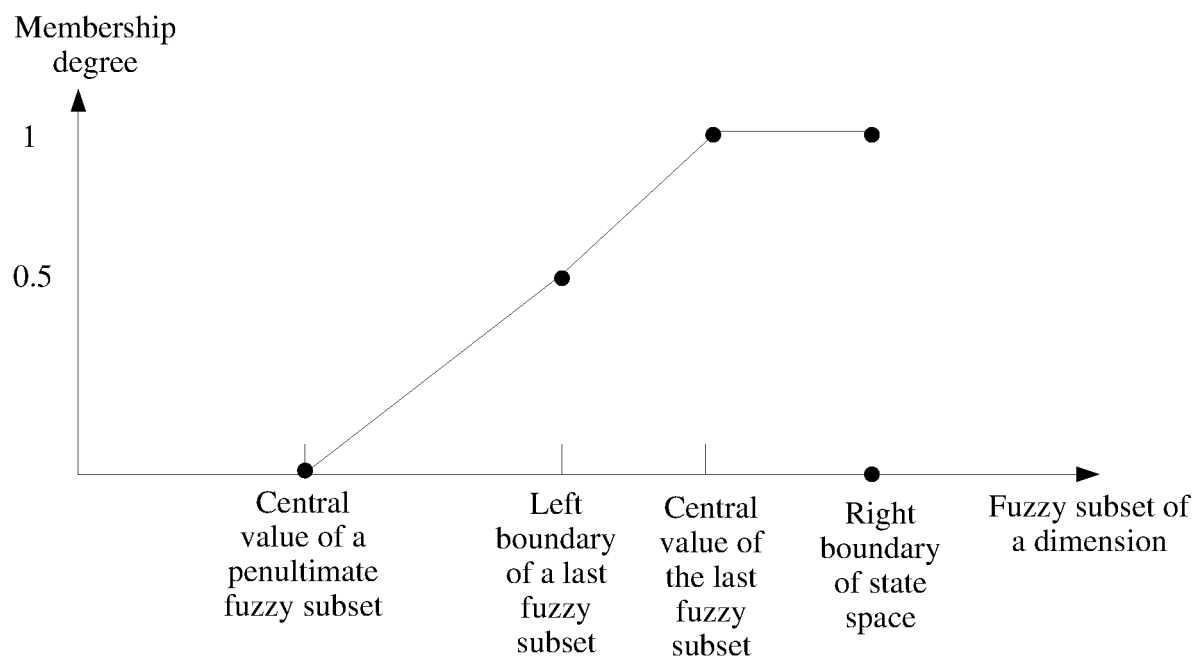 Membership
degree
1
0.5
Central
value of a
penultimate
fuzzy subset
Left
boundary
of a last
fuzzy
subset
Central
value of
the last
fuzzy
subset
Right
boundary
of state
space
Fuzzy subset of
a dimension